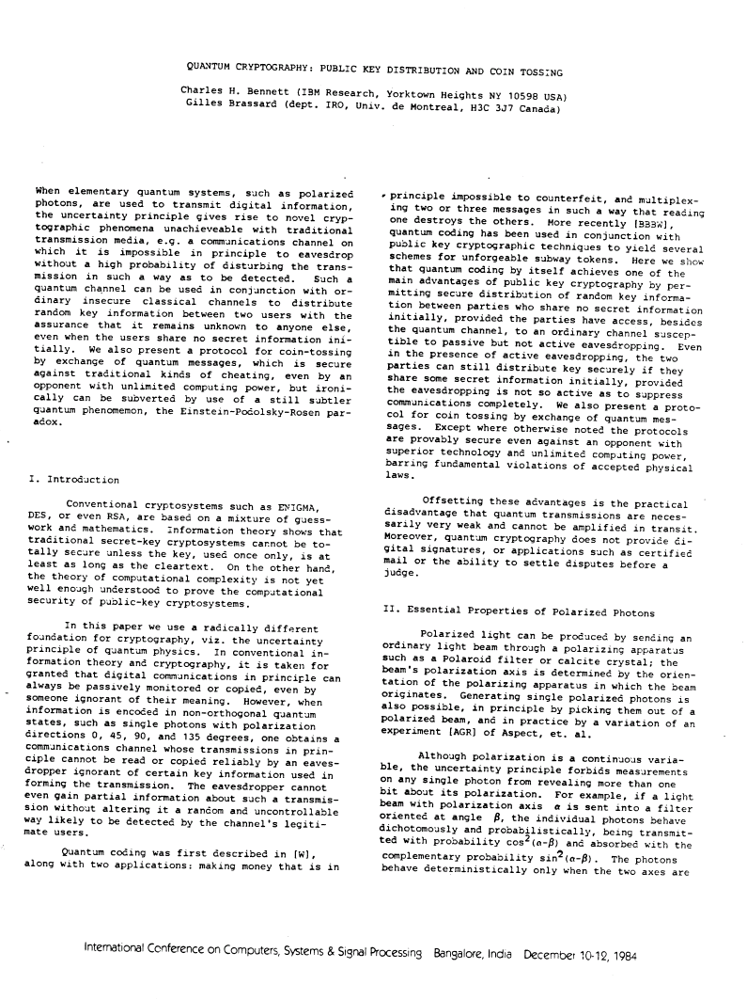 QUANTUM CRYPTOGRAPHY: PUBLIC KEY DISTRIBUTION AND COIN TOSSING
Charles H. Bennett (IBM Research, Yorktown Heights NY 10598 USA)
Gilles Brassard (dept. IRO, Univ. de Montreal, H3C 3J7 Canada)
When elementary quantum systems, such as polarized
photons, are used to transmit digital information,
the uncertainty principle gives rise to novel cryp-
tographic phenomena unachieveable with traditional
transmission media, e.g. a communications channel on
which it is impossible in principle to eavesdrop
without a high probability of disturbing the trans-
mission in such a way as to be detected. Such a
quantum channel can be used in conjunction with or-
dinary insecure classical channels to distribute
random key information between two users with the
assurance that it remains unknown to anyone else,
even when the users share no secret information ini-
tially. We also present a protocol for coin-tossing
by exchange of quantum messages, which is secure
against traditional kinds of cheating, even by an
opponent with unlimited computing power, but ironi-
cally can be subverted by use of a still subtler
quantum phenomemon, the Einstein-Podolsky-Rosen par-
adox.
I. Introduction
Conventional cryptosystems such as ENIGMA,
DES, or even RSA, are based on a mixture of guess-
work and mathematics. Information theory shows that
traditional secret-key cryptosystems cannot be to-
tally secure unless the key, used once only, is at
least as long as the cleartext. On the other hand,
the theory of computational complexity is not yet
well enough understood to prove the computational
security of public-key cryptosystems.
In this paper we use a radically different
foundation for cryptography, viz. the uncertainty
principle of quantum physics. In conventional in-
formation theory and cryptography, it is taken for
granted that digital communications in principle can
always be passively monitored or copied, even by
someone ignorant of their meaning. However, when
information is encoded in non-orthogonal quantum
states, such as single photons with polarization
directions 0, 45, 90, and 135 degrees, one obtains a
communications channel whose transmissions in prin-
ciple cannot be read or copied reliably by an eaves-
dropper ignorant of certain key information used in
forming the transmission. The eavesdropper cannot
even gain partial information about such a transmis-
sion without altering it a random and uncontrollable
way likely to be detected by the channel's legiti-
mate users.
Quantum coding was first described in [W],
along with two applications: making money that is in
principle impossible to counterfeit, and multiplex-
ing two or three messages in such a way that reading
one destroys the others. More recently [BBBW],
quantum coding has been used in conjunction with
public key cryptographic techniques to yield several
schemes for unforgeable subway tokens. Here we show
that quantum coding by itself achieves one of the
main advantages of public key cryptography by per-
mitting secure distribution of random key informa-
tion between parties who share no secret information
initially, provided the parties have access, besides
the quantum channel, to an ordinary channel suscep-
tible to passive but not active eavesdropping. Even
in the presence of active eavesdropping, the two
parties can still distribute key securely if they
share some secret information initially, provided
the eavesdropping is not so active as to suppress
communications completely. We also present a proto-
col for coin tossing by exchange of quantum mes-
sages. Except where otherwise noted the protocols
are provably secure even against an opponent with
superior technology and unlimited computing power,
barring fundamental violations of accepted physical
laws.
Offsetting these advantages is the practical
disadvantage that quantum transmissions are neces-
sarily very weak and cannot be amplified in transit.
Moreover, quantum cryptography does not provide di-
gital signatures, or applications such as certified
mail or the ability to settle disputes before a
judge.
II. Essential Properties of Polarized Photons
Polarized light can be produced by sending an
ordinary light beam through a polarizing apparatus
such as a Polaroid filter or calcite crystal; the
beam's polarization axis is determined by the orien-
tation of the polarizing apparatus in which the beam
originates. Generating single polarized photons is
also possible, in principle by picking them out of a
polarized beam, and in practice by a variation of an
experiment [AGR] of Aspect, et. al.
Although polarization is a continuous varia-
ble, the uncertainty principle forbids measurements
on any single photon from revealing more than one
bit about its polarization. For example, if a light
beam with polarization axis α is sent into a filter
oriented at angle β, the individual photons behave
dichotomously and probabilistically, being transmit-
ted with probability cos²(α-β) and absorbed with the
complementary probability sin²(α-β). The photons
behave deterministically only when the two axes are
International Conference on Computers, Systems & Signal Processing Bangalore, India December 10-12, 1984